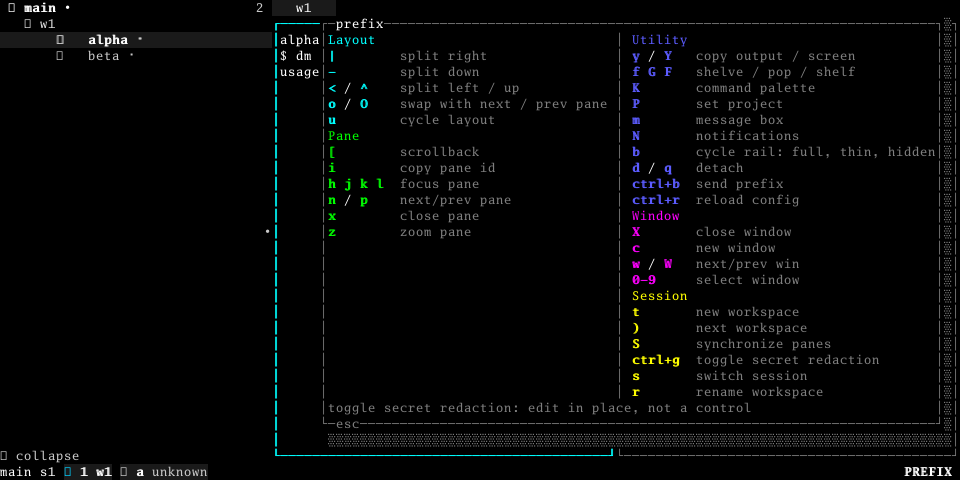 main • 2 w1
w1
prefix
alpha •
beta •
alpha
$ dm
usage
Layout
| split right
- split down
< / ^ split left / up
o / O swap with next / prev pane
u cycle layout
Pane
[ scrollback
i copy pane id
h j k l focus pane
n / p next/prev pane
x close pane
z zoom pane
Utility
y / Y copy output / screen
f G F shelve / pop / shelf
K command palette
P set project
m message box
N notifications
b cycle rail: full, thin, hidden
d / q detach
ctrl+b send prefix
ctrl+r reload config
Window
X close window
c new window
w / W next/prev win
0-9 select window
Session
t new workspace
) next workspace
S synchronize panes
ctrl+g toggle secret redaction
s switch session
r rename workspace
toggle secret redaction: edit in place, not a control
esc
collapse
main s1 1 w1 a unknown PREFIX